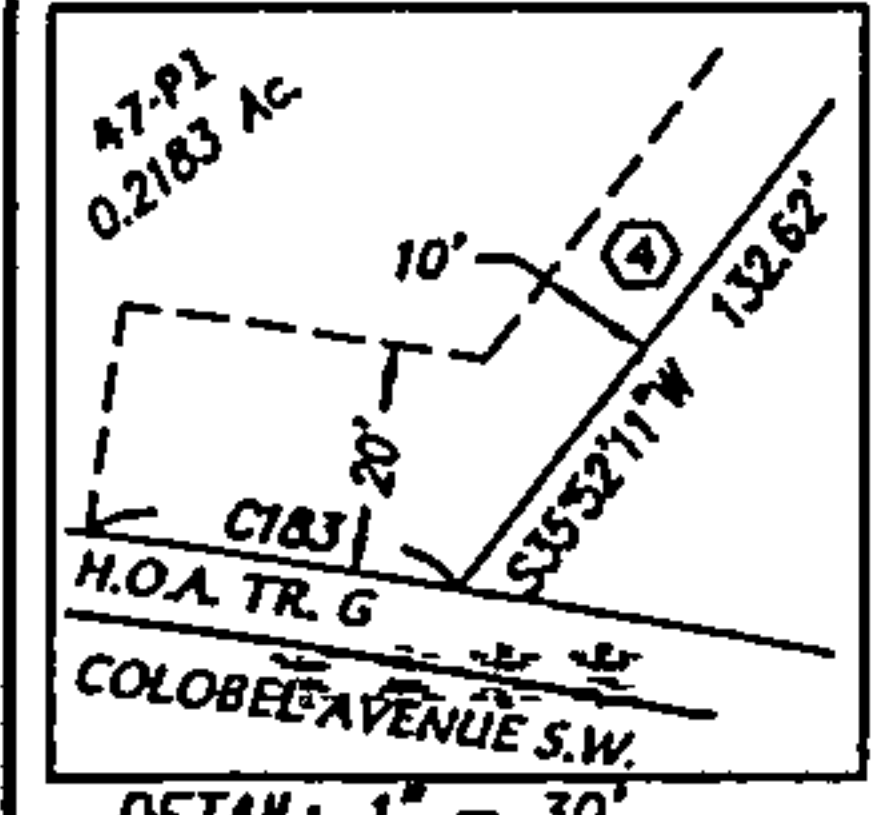 47-P1
0.2183 Ac.
10'
4
S35°52'11"W 132.62'
20'
C183
H.O.A. TR. G
COLOBEL AVENUE S.W.
DETAIL: 1" = 30'